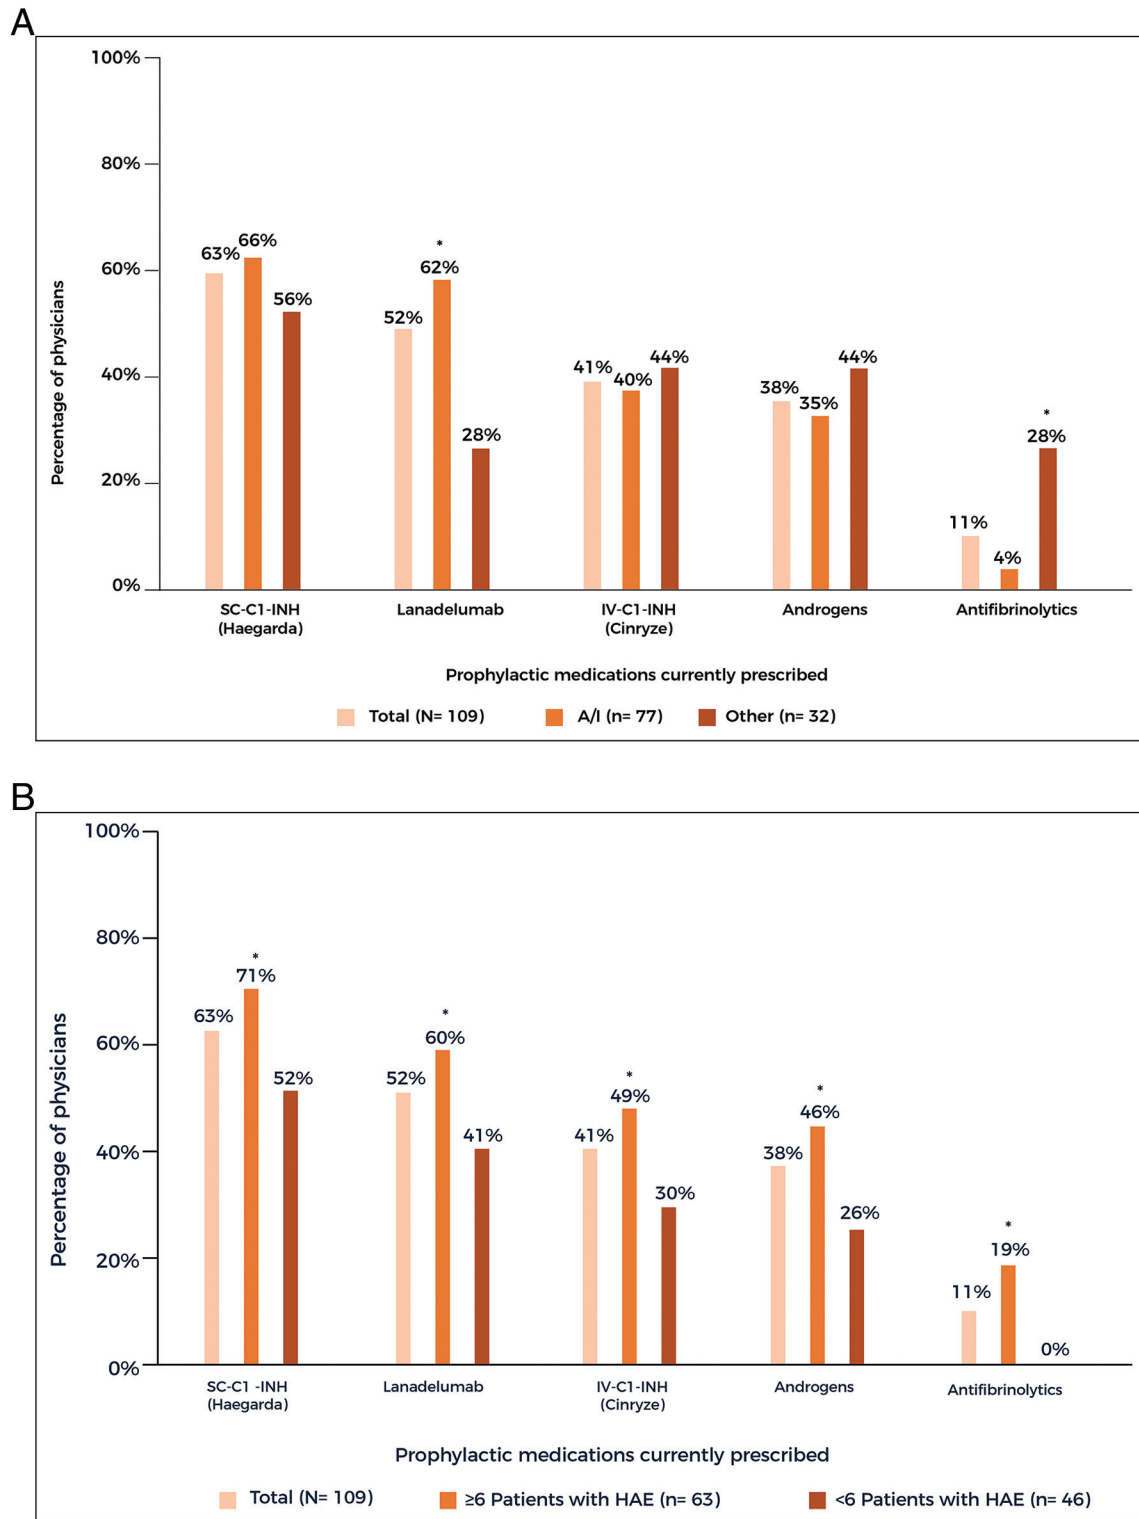 A
100%
80%
60%
40%
20%
0%
Percentage of physicians
63%
66%
56%
52%
*
62%
28%
41%
40%
44%
38%
35%
44%
11%
4%
*
28%
SC-C1-INH
(Haegarda)
Lanadelumab
IV-C1-INH
(Cinryze)
Androgens
Antifibrinolytics
Prophylactic medications currently prescribed
Total (N= 109)
A/I (n= 77)
Other (n= 32)
B
100%
80%
60%
40%
20%
0%
Percentage of physicians
63%
*
71%
52%
52%
*
60%
41%
41%
*
49%
30%
38%
*
46%
26%
11%
*
19%
0%
SC-C1 -INH
(Haegarda)
Lanadelumab
IV-C1-INH
(Cinryze)
Androgens
Antifibrinolytics
Prophylactic medications currently prescribed
Total (N= 109)
≥6 Patients with HAE (n= 63)
<6 Patients with HAE (n= 46)